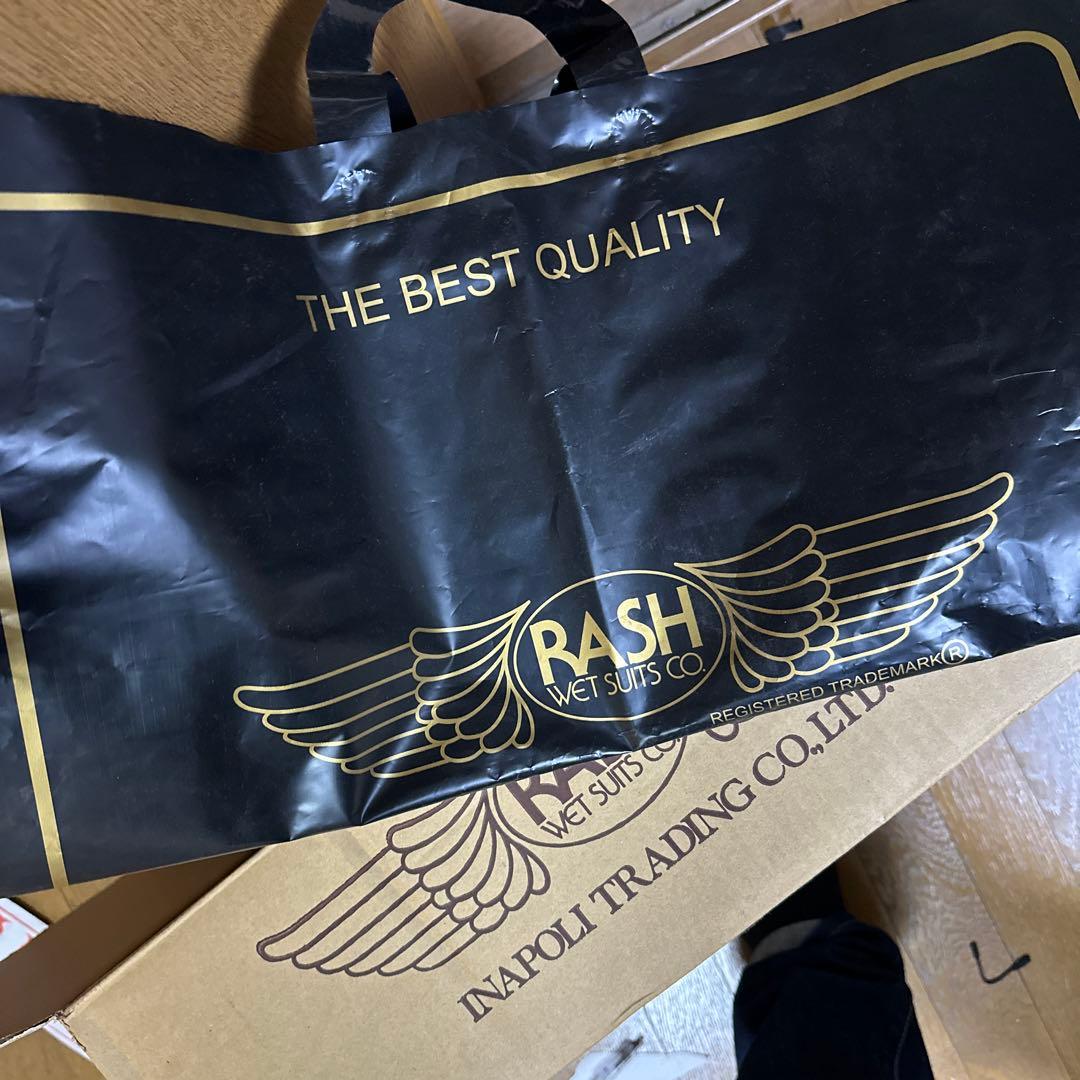 THE BEST QUALITY
RASH
WET SUITS CO.
REGISTERED TRADEMARK®
WET SUITS CO.
INAPOLI TRADING CO.,LTD.